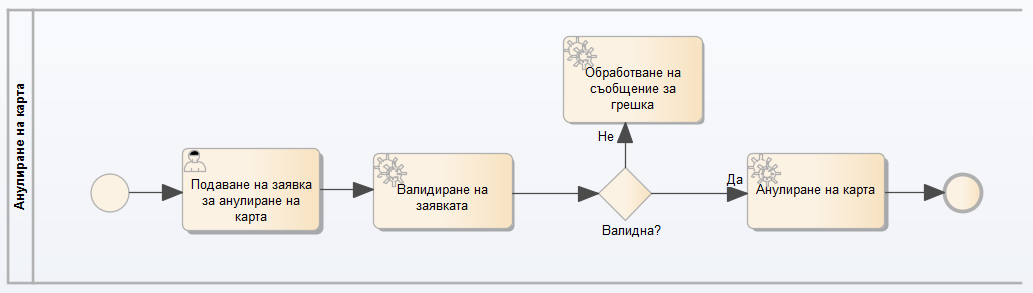 Анулиране на карта
Подаване на заявка
за анулиране на
карта
Валидиране на
заявката
Валидна?
Не
Обработване на
съобщение за
грешка
Да
Анулиране на карта